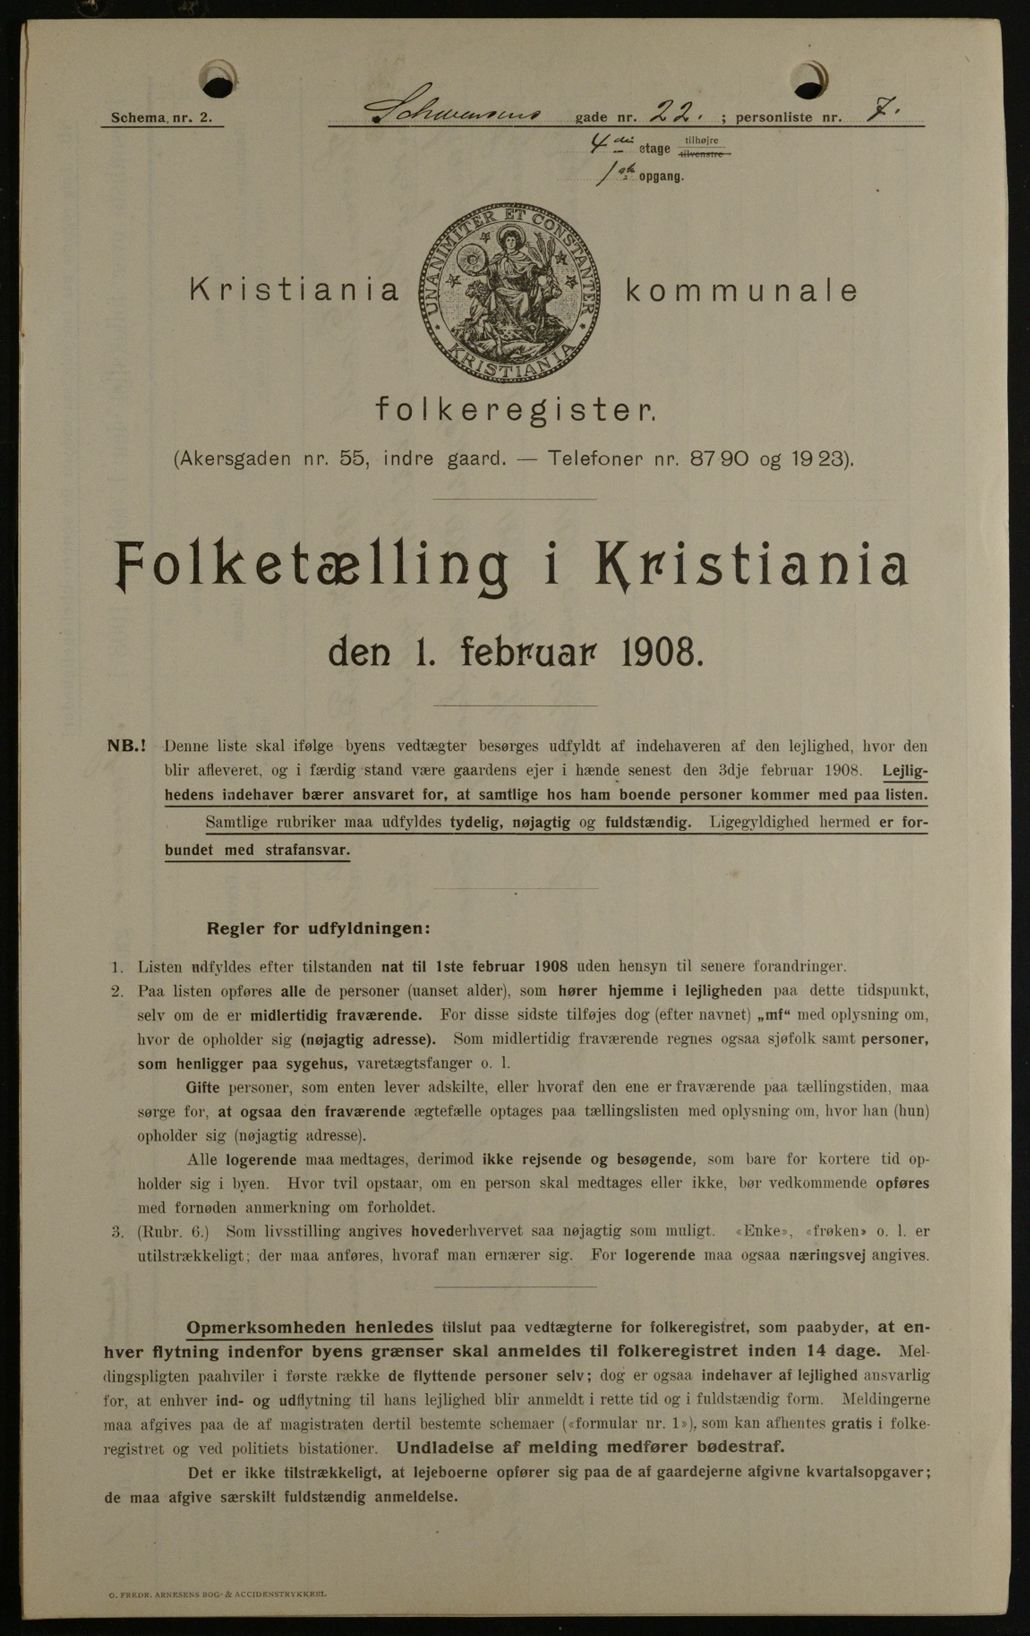 Schema nr. 2.
Schwensens gade nr. 22. ; personliste nr. 7.
4 die etage tilhøjre
tilvenstre
1ste opgang.
UNANIMITER ET CONSTANTER
KRISTIANIA
Kristiania kommunale
folkeregister.
(Akersgaden nr. 55, indre gaard. — Telefoner nr. 87 90 og 19 23).
Folketælling i Kristiania
den 1. februar 1908.
NB.! Denne liste skal ifølge byens vedtægter besørges udfyldt af indehaveren af den lejlighed, hvor den
blir afleveret, og i færdig stand være gaardens ejer i hænde senest den 3dje februar 1908. Lejlig-
hedens indehaver bærer ansvaret for, at samtlige hos ham boende personer kommer med paa listen.
Samtlige rubriker maa udfyldes tydelig, nøjagtig og fuldstændig. Ligegyldighed hermed er for-
bundet med strafansvar.
Regler for udfyldningen:
1. Listen udfyldes efter tilstanden nat til 1ste februar 1908 uden hensyn til senere forandringer.
2. Paa listen opføres alle de personer (uanset alder), som hører hjemme i lejligheden paa dette tidspunkt,
selv om de er midlertidig fraværende. For disse sidste tilføjes dog (efter navnet) „mf“ med oplysning om,
hvor de opholder sig (nøjagtig adresse). Som midlertidig fraværende regnes ogsaa sjøfolk samt personer,
som henligger paa sygehus, varetægtsfanger o. l.
Gifte personer, som enten lever adskilte, eller hvoraf den ene er fraværende paa tællingstiden, maa
sørge for, at ogsaa den fraværende ægtefælle optages paa tællingslisten med oplysning om, hvor han (hun)
opholder sig (nøjagtig adresse).
Alle logerende maa medtages, derimod ikke rejsende og besøgende, som bare for kortere tid op-
holder sig i byen. Hvor tvil opstaar, om en person skal medtages eller ikke, bør vedkommende opføres
med fornøden anmerkning om forholdet.
3. (Rubr. 6.) Som livsstilling angives hovederhvervet saa nøjagtig som muligt. «Enke», «frøken» o. l. er
utilstrækkeligt; der maa anføres, hvoraf man ernærer sig. For logerende maa ogsaa næringsvej angives.
Opmerksomheden henledes tilslut paa vedtægterne for folkeregistret, som paabyder, at en-
hver flytning indenfor byens grænser skal anmeldes til folkeregistret inden 14 dage. Mel-
dingspligten paahviler i første række de flyttende personer selv; dog er ogsaa indehaver af lejlighed ansvarlig
for, at enhver ind- og udflytning til hans lejlighed blir anmeldt i rette tid og i fuldstændig form. Meldingerne
maa afgives paa de af magistraten dertil bestemte schemaer («formular nr. 1»), som kan afhentes gratis i folke-
registret og ved politiets bistationer. Undladelse af melding medfører bødestraf.
Det er ikke tilstrækkeligt, at lejeboerne opfører sig paa de af gaardejerne afgivne kvartalsopgaver;
de maa afgive særskilt fuldstændig anmeldelse.
O. FREDR. ARNESENS BOG- & ACCIDENSTRYKKERI.